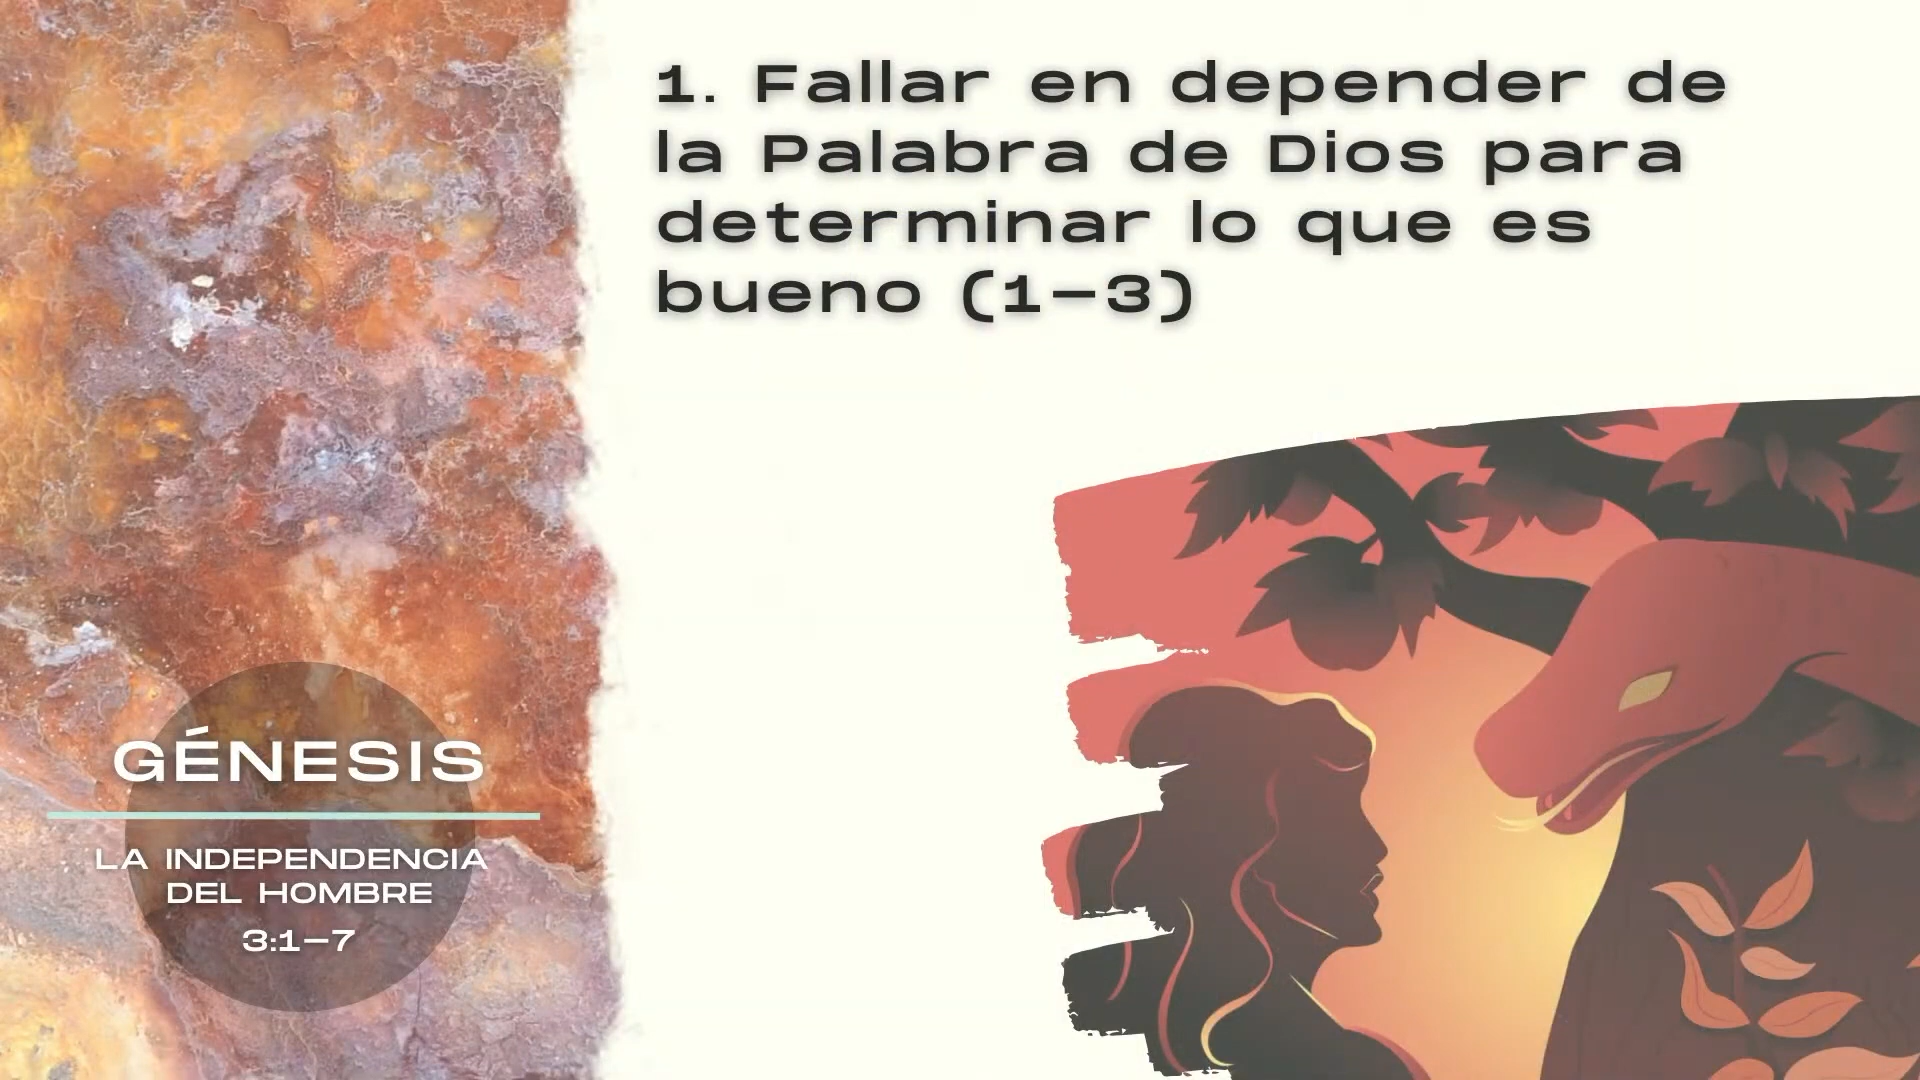 1. Fallar en depender de
la Palabra de Dios para
determinar lo que es
bueno (1–3)
GÉNESIS
LA INDEPENDENCIA
DEL HOMBRE
3:1–7